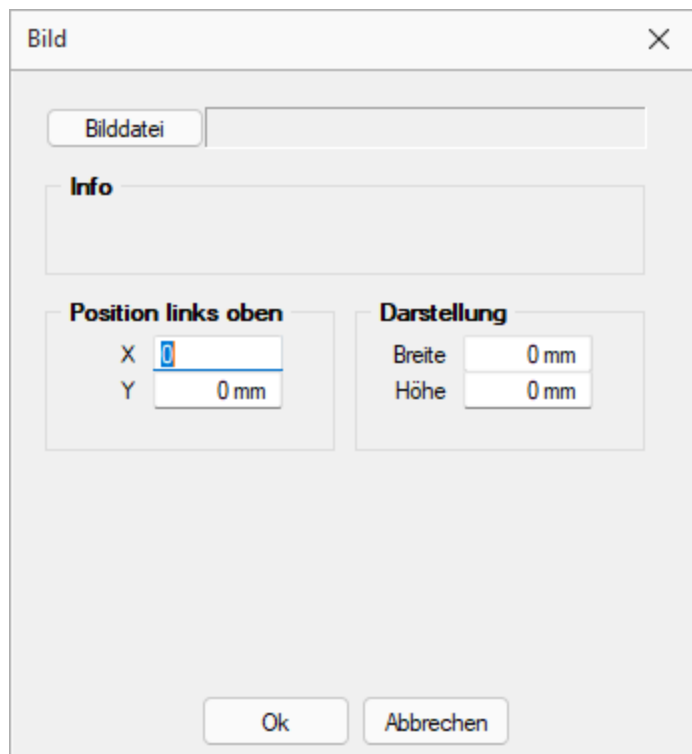 Bild
Bilddatei
Info
Position links oben
X 0
Y 0 mm
Darstellung
Breite 0 mm
Höhe 0 mm
Ok Abbrechen